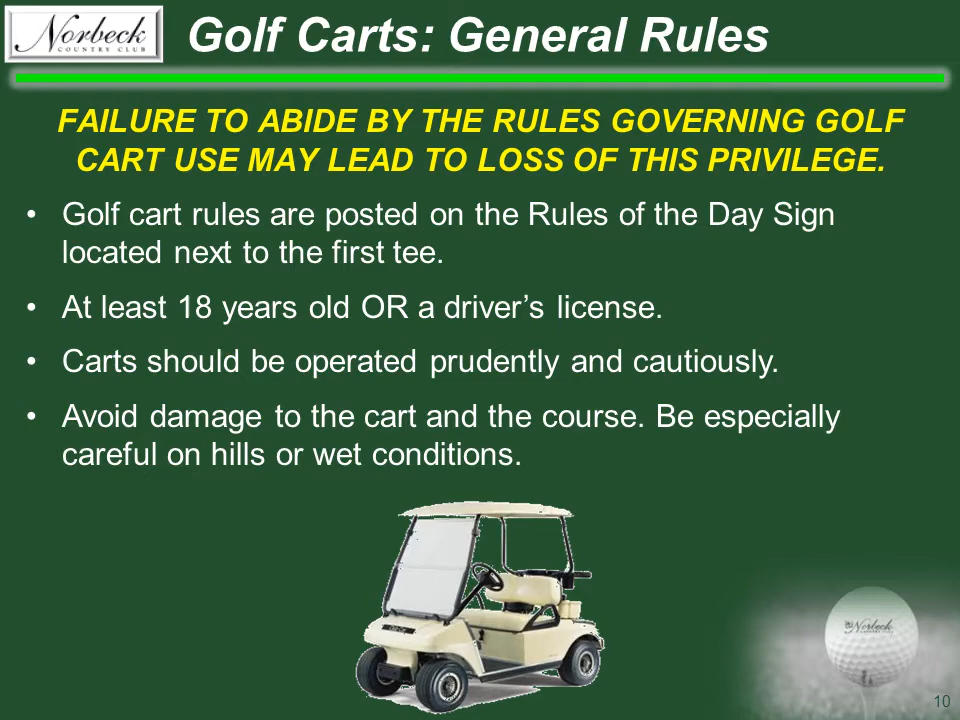 Norbeck
COUNTRY CLUB
Golf Carts: General Rules
FAILURE TO ABIDE BY THE RULES GOVERNING GOLF
CART USE MAY LEAD TO LOSS OF THIS PRIVILEGE.
• Golf cart rules are posted on the Rules of the Day Sign
located next to the first tee.
• At least 18 years old OR a driver’s license.
• Carts should be operated prudently and cautiously.
• Avoid damage to the cart and the course. Be especially
careful on hills or wet conditions.
Norbeck
10